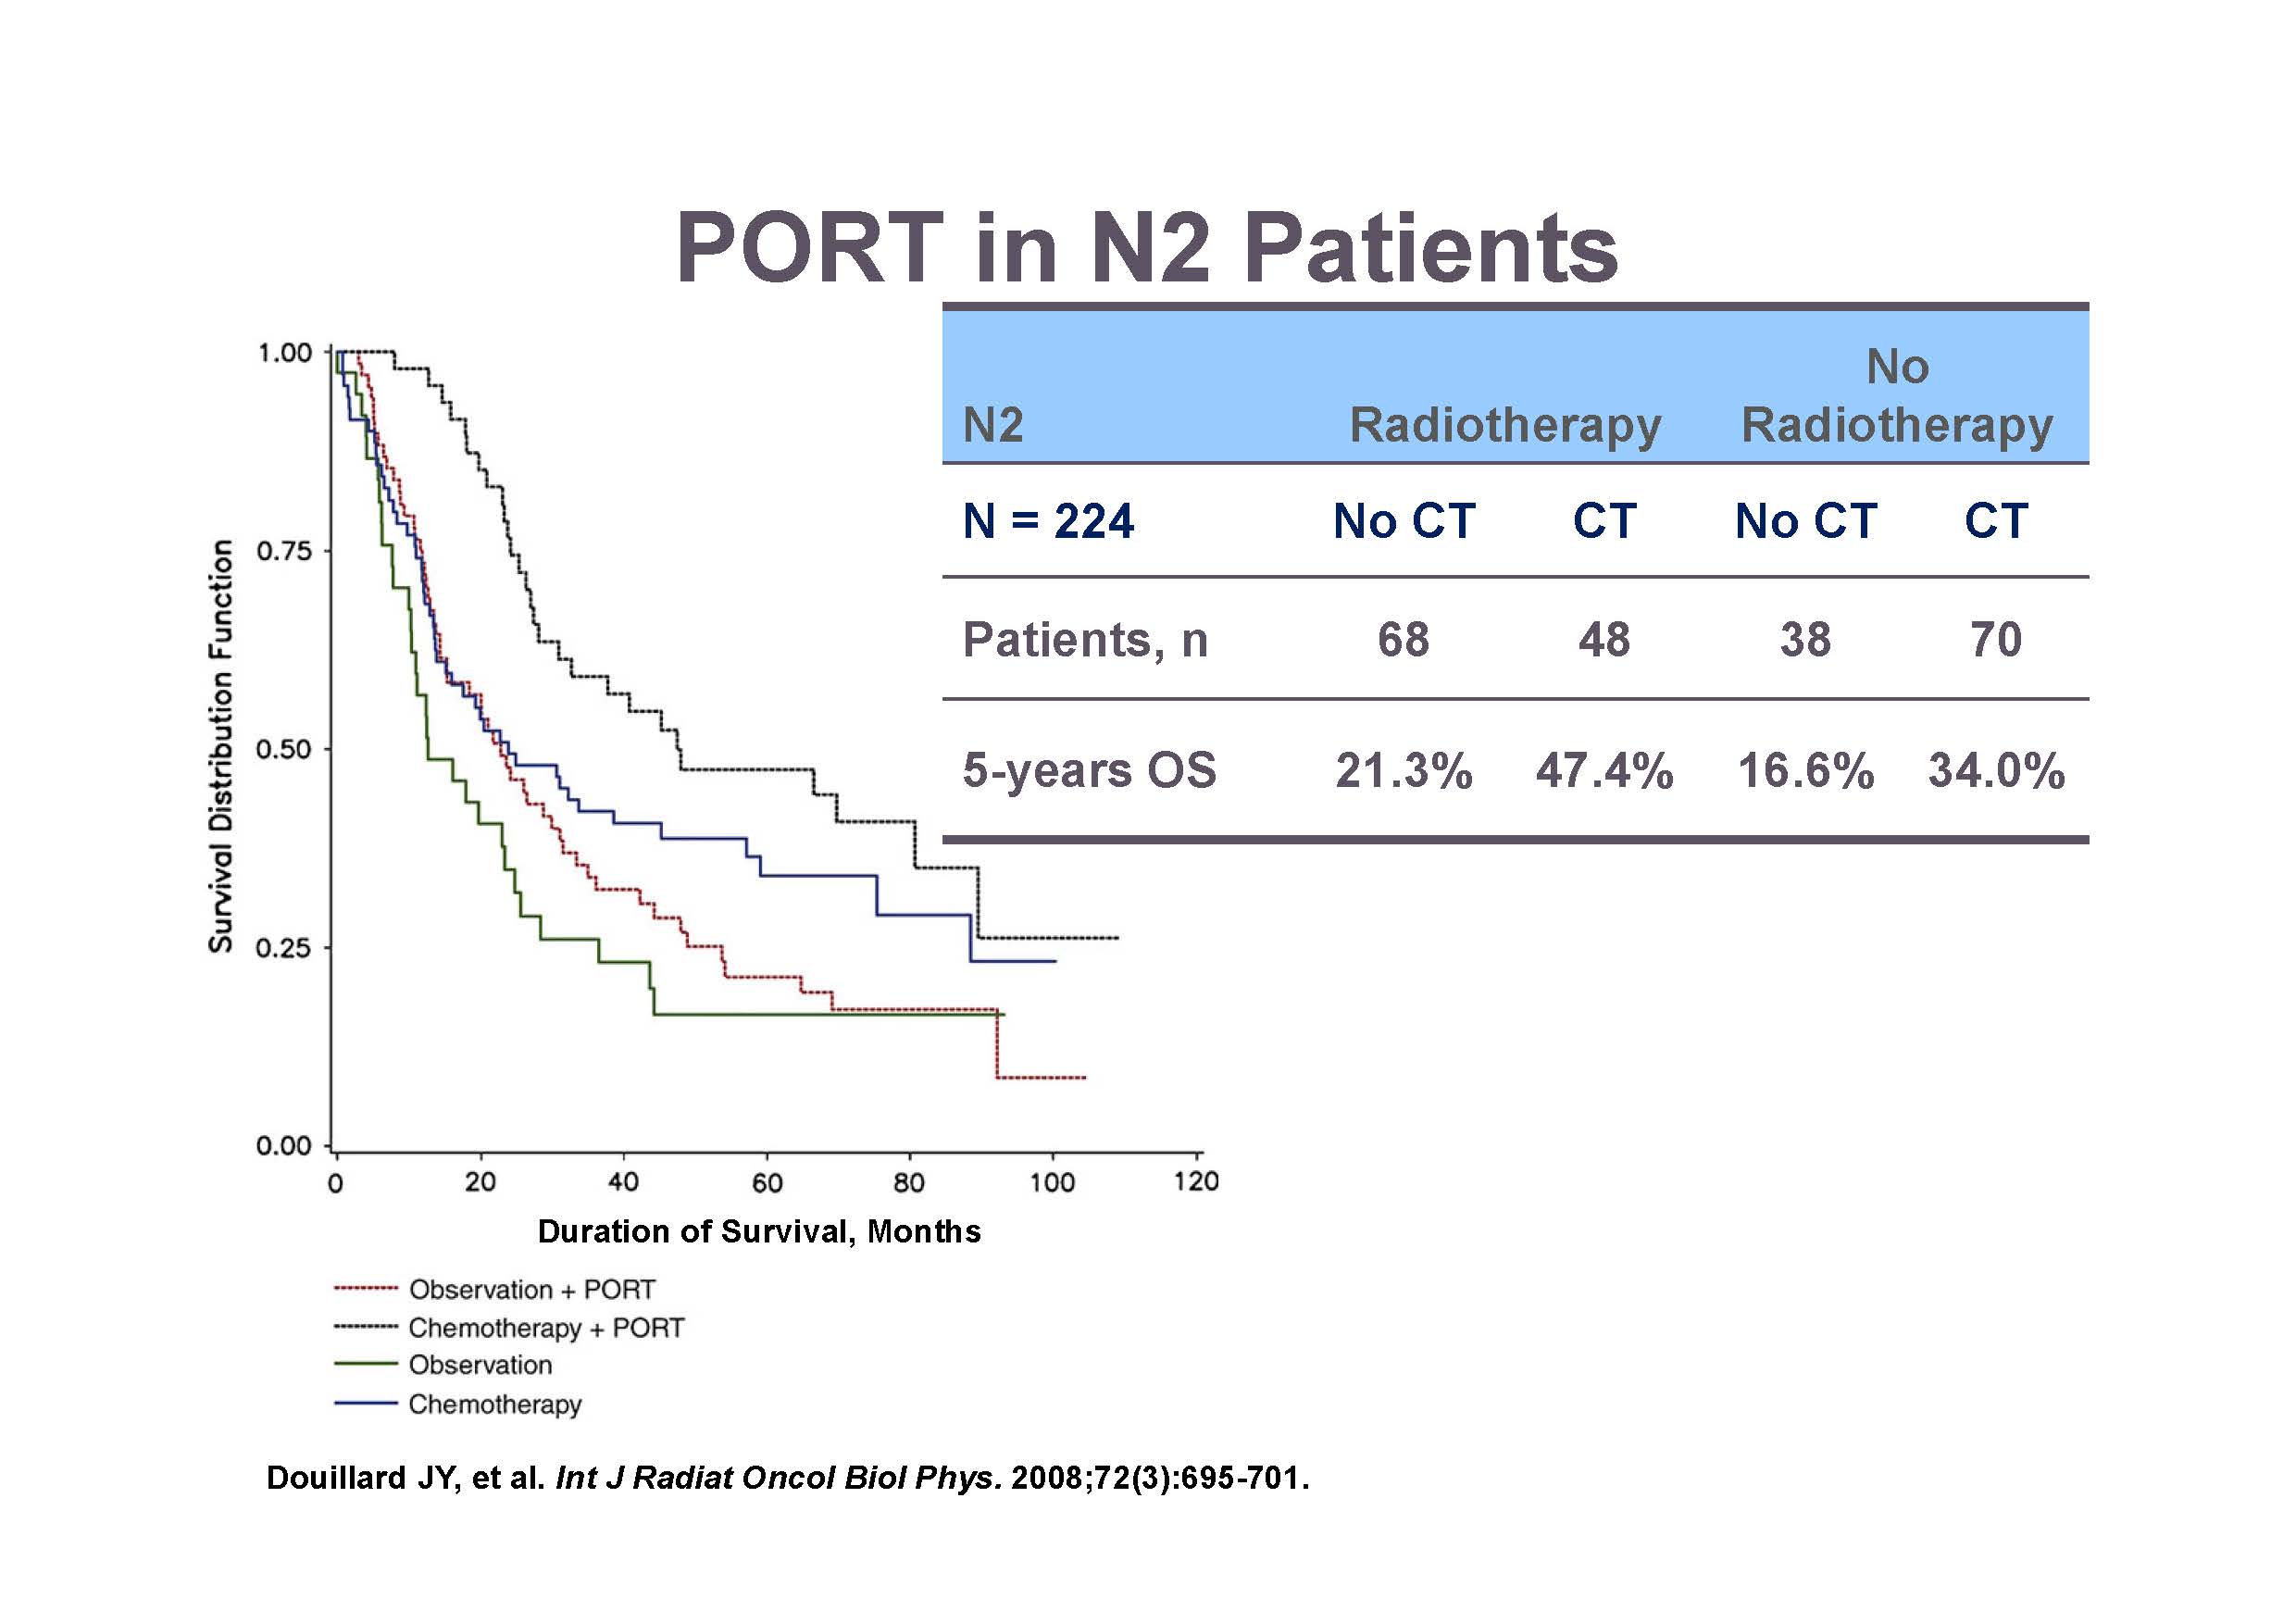 PORT in N2 Patients
1.00
0.75
0.50
0.25
0.00
Survival Distribution Function
0 20 40 60 80 100 120
Duration of Survival, Months
Observation + PORT
Chemotherapy + PORT
Observation
Chemotherapy
No
N2 Radiotherapy Radiotherapy
N = 224 No CT CT No CT CT
Patients, n 68 48 38 70
5-years OS 21.3% 47.4% 16.6% 34.0%
Douillard JY, et al. Int J Radiat Oncol Biol Phys. 2008;72(3):695-701.